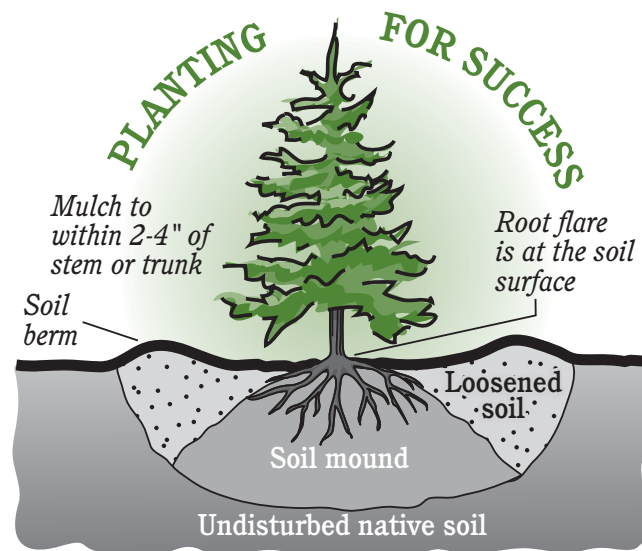 PLANTING FOR SUCCESS
Mulch to
within 2-4" of
stem or trunk
Root flare
is at the soil
surface
Soil
berm
Loosened
soil
Soil mound
Undisturbed native soil